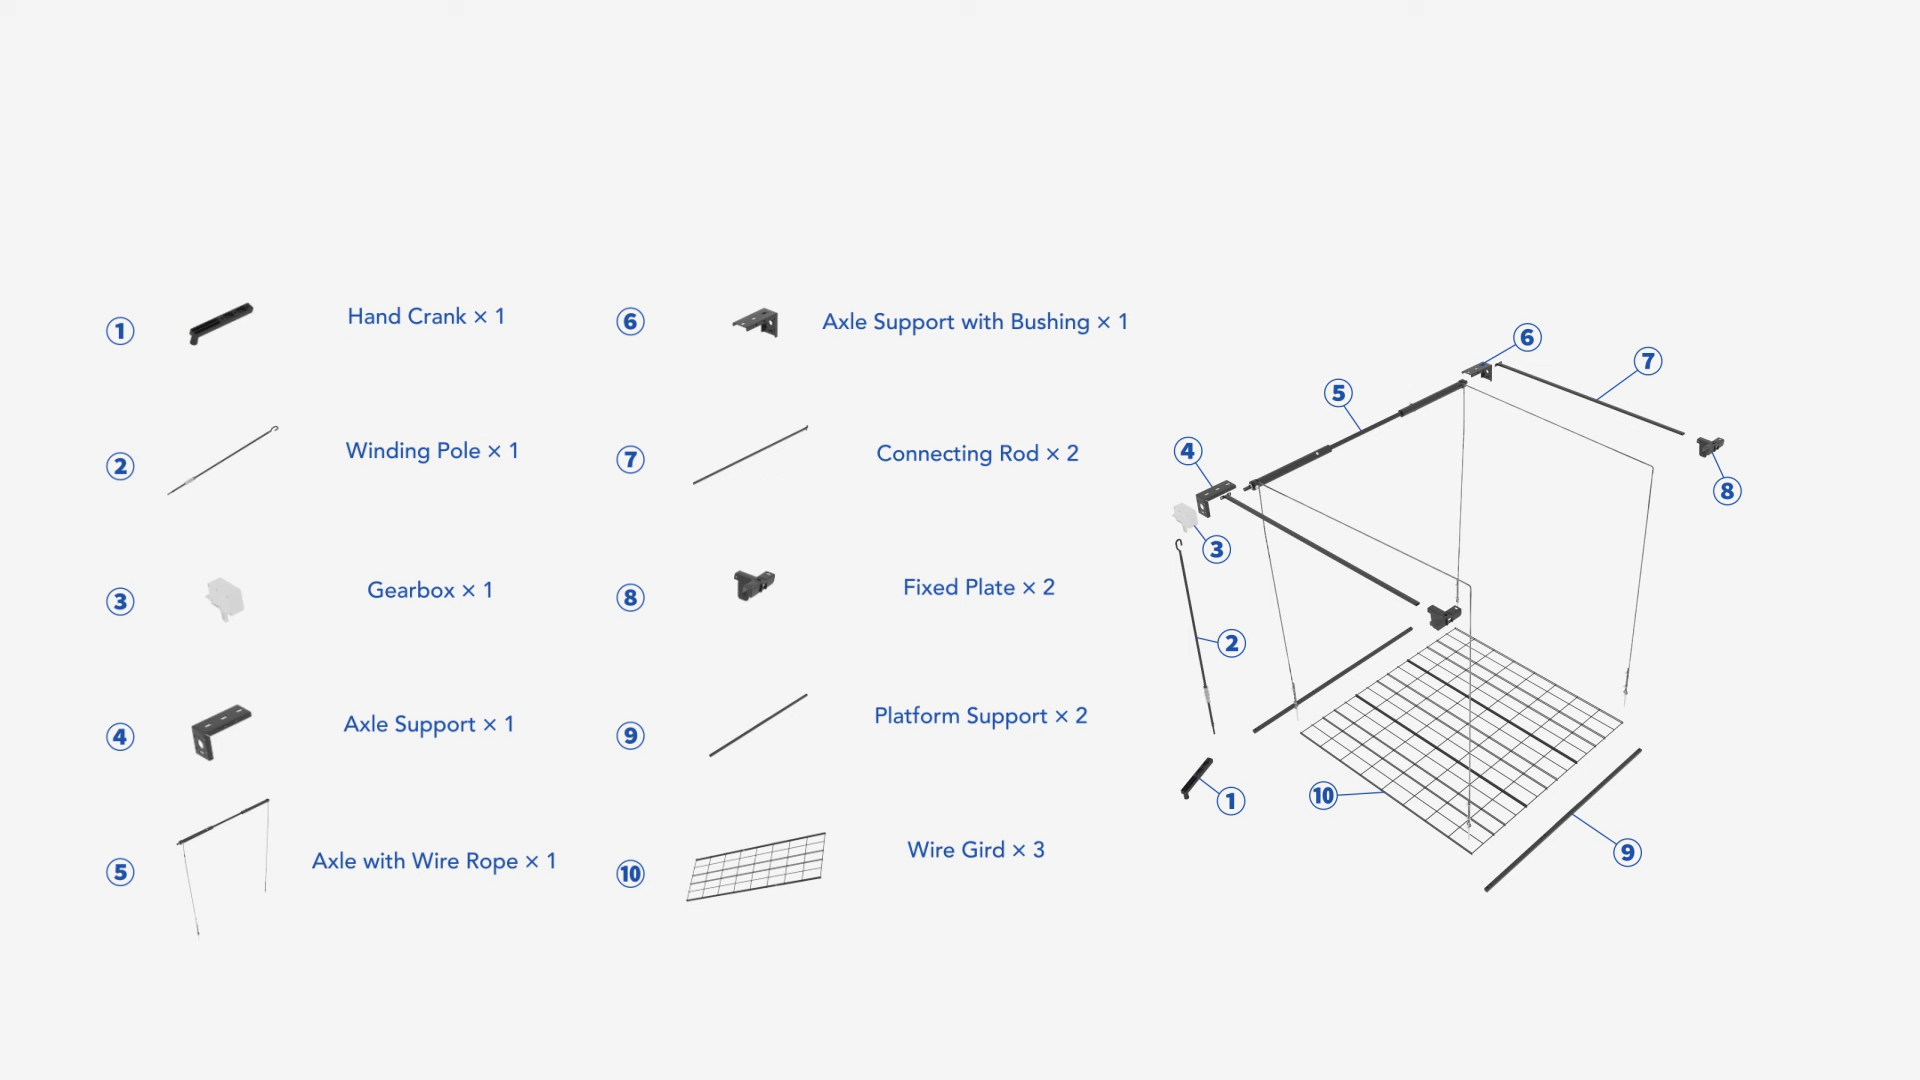 1 Hand Crank × 1
2 Winding Pole × 1
3 Gearbox × 1
4 Axle Support × 1
5 Axle with Wire Rope × 1
6 Axle Support with Bushing × 1
7 Connecting Rod × 2
8 Fixed Plate × 2
9 Platform Support × 2
10 Wire Gird × 3
6
7
5
4
8
3
2
10
1
9